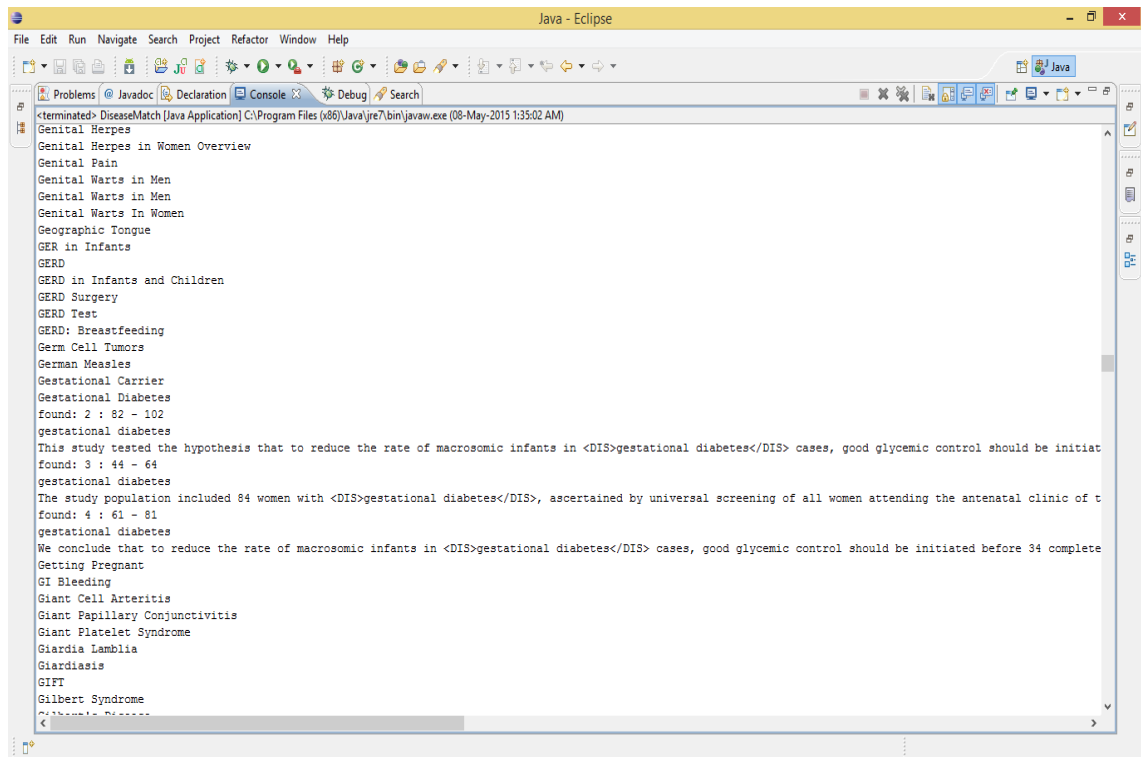 Java - Eclipse
File Edit Run Navigate Search Project Refactor Window Help
Java
Problems @ Javadoc Declaration Console Debug Search
<terminated> DiseaseMatch [Java Application] C:\Program Files (x86)\Java\jre7\bin\javaw.exe (08-May-2015 1:35:02 AM)
Genital Herpes
Genital Herpes in Women Overview
Genital Pain
Genital Warts in Men
Genital Warts in Men
Genital Warts In Women
Geographic Tongue
GER in Infants
GERD
GERD in Infants and Children
GERD Surgery
GERD Test
GERD: Breastfeeding
Germ Cell Tumors
German Measles
Gestational Carrier
Gestational Diabetes
found: 2 : 82 - 102
gestational diabetes
This study tested the hypothesis that to reduce the rate of macrosomic infants in <DIS>gestational diabetes</DIS> cases, good glycemic control should be initiat
found: 3 : 44 - 64
gestational diabetes
The study population included 84 women with <DIS>gestational diabetes</DIS>, ascertained by universal screening of all women attending the antenatal clinic of t
found: 4 : 61 - 81
gestational diabetes
We conclude that to reduce the rate of macrosomic infants in <DIS>gestational diabetes</DIS> cases, good glycemic control should be initiated before 34 complete
Getting Pregnant
GI Bleeding
Giant Cell Arteritis
Giant Papillary Conjunctivitis
Giant Platelet Syndrome
Giardia Lamblia
Giardiasis
GIFT
Gilbert Syndrome